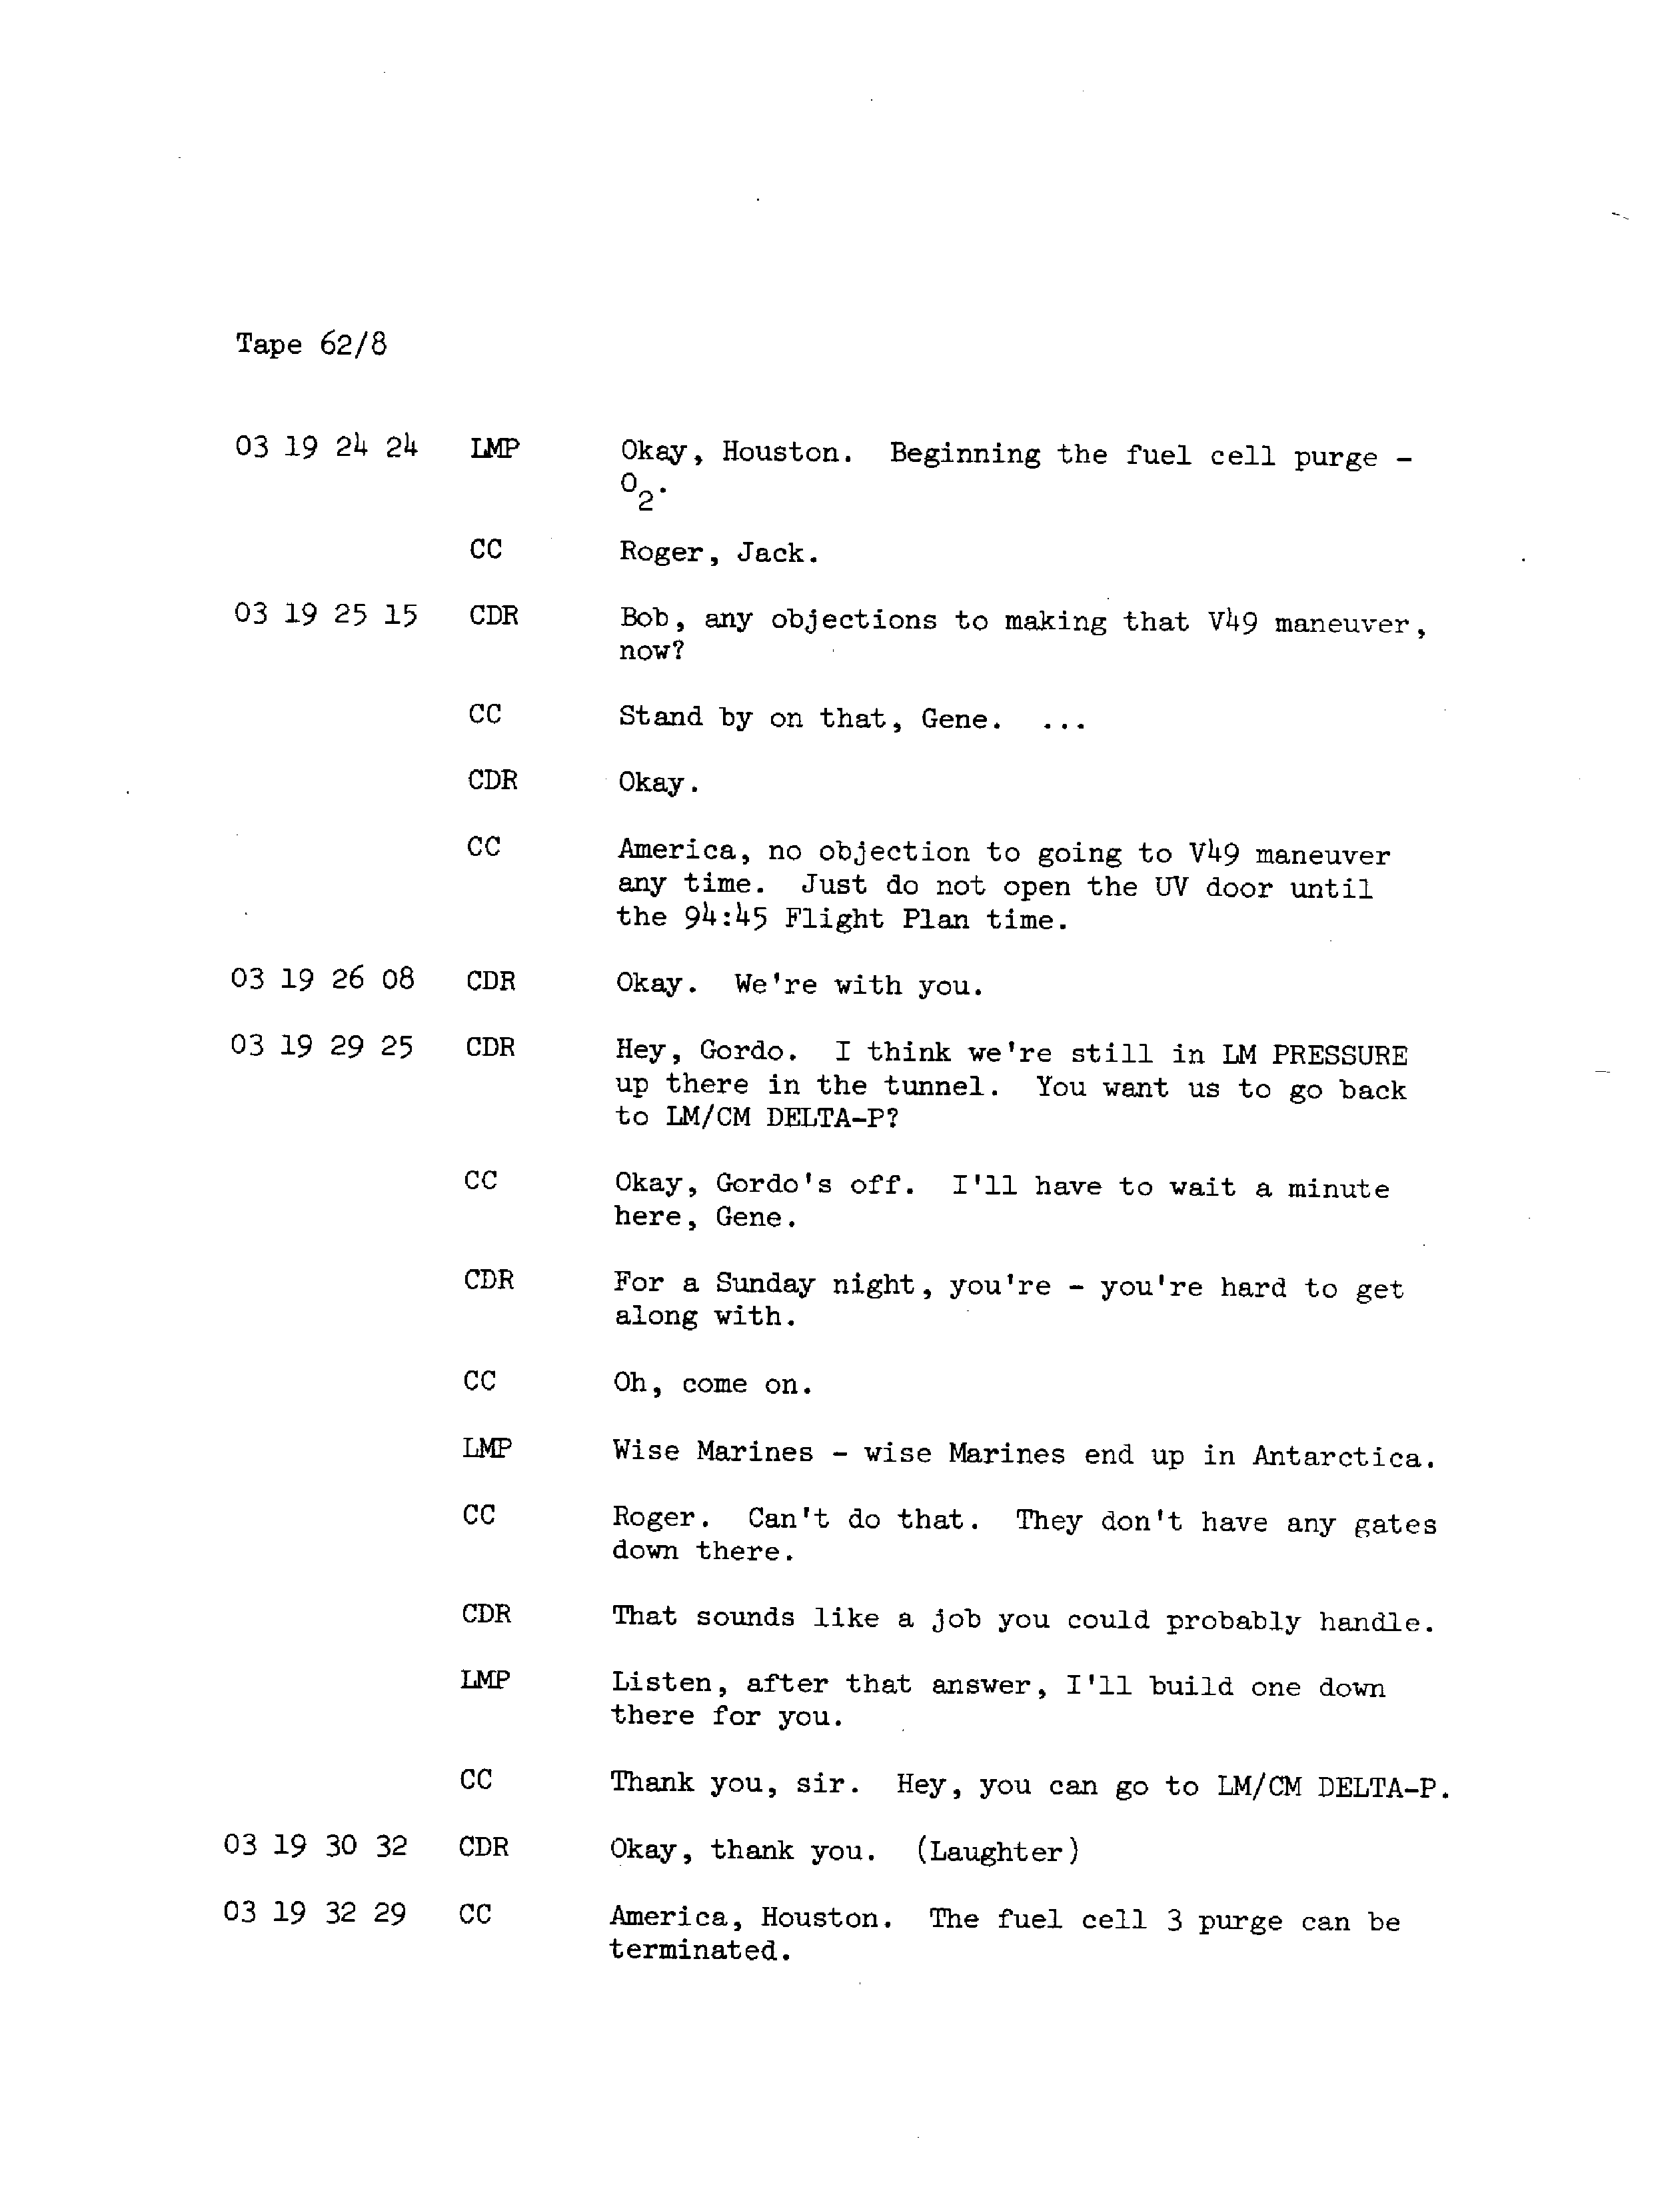 Tape 62/8
03 19 24 24 LMP Okay, Houston. Beginning the fuel cell purge -
O2.
CC Roger, Jack.
03 19 25 15 CDR Bob, any objections to making that V49 maneuver,
now?
CC Stand by on that, Gene. ...
CDR Okay.
CC America, no objection to going to V49 maneuver
any time. Just do not open the UV door until
the 94:45 Flight Plan time.
03 19 26 08 CDR Okay. We're with you.
03 19 29 25 CDR Hey, Gordo. I think we're still in LM PRESSURE
up there in the tunnel. You want us to go back
to LM/CM DELTA-P?
CC Okay, Gordo's off. I'll have to wait a minute
here, Gene.
CDR For a Sunday night, you're - you're hard to get
along with.
CC Oh, come on.
LMP Wise Marines - wise Marines end up in Antarctica.
CC Roger. Can't do that. They don't have any gates
down there.
CDR That sounds like a job you could probably handle.
LMP Listen, after that answer, I'll build one down
there for you.
CC Thank you, sir. Hey, you can go to LM/CM DELTA-P.
03 19 30 32 CDR Okay, thank you. (Laughter)
03 19 32 29 CC America, Houston. The fuel cell 3 purge can be
terminated.